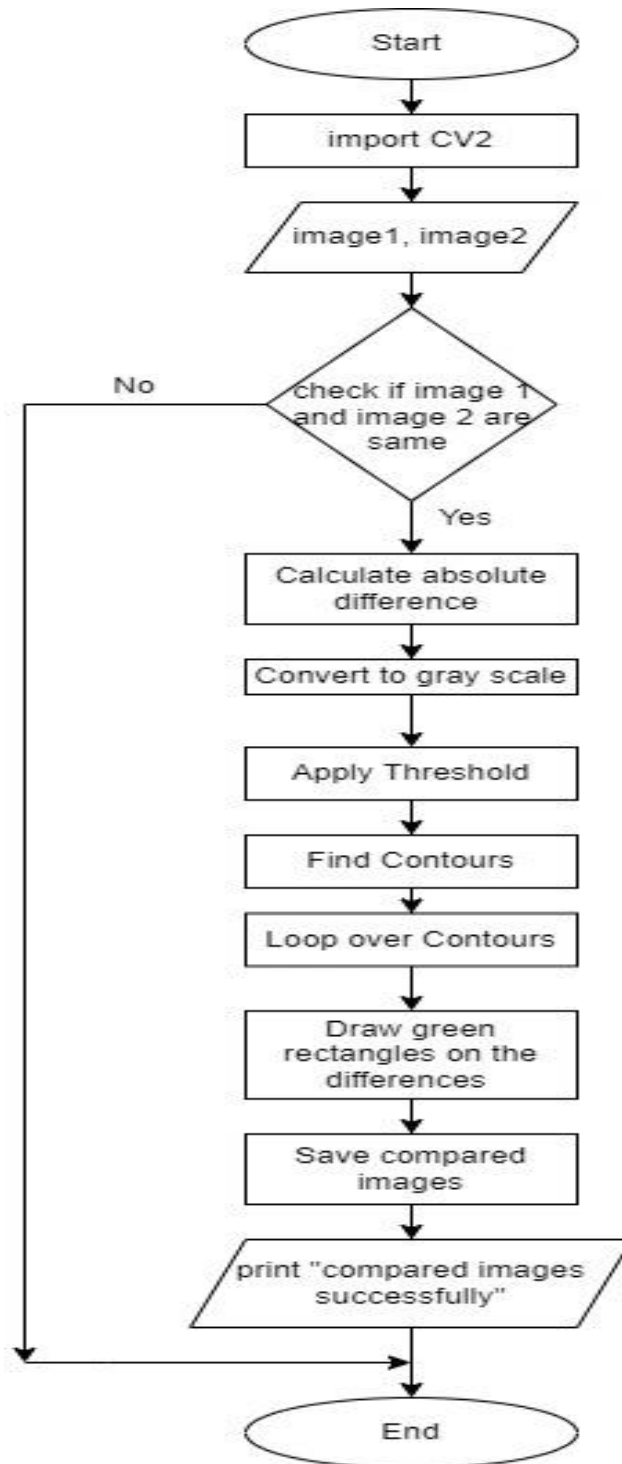 Start
import CV2
image1, image2
No
check if image 1
and image 2 are
same
Yes
Calculate absolute
difference
Convert to gray scale
Apply Threshold
Find Contours
Loop over Contours
Draw green
rectangles on the
differences
Save compared
images
print "compared images
successfully"
End